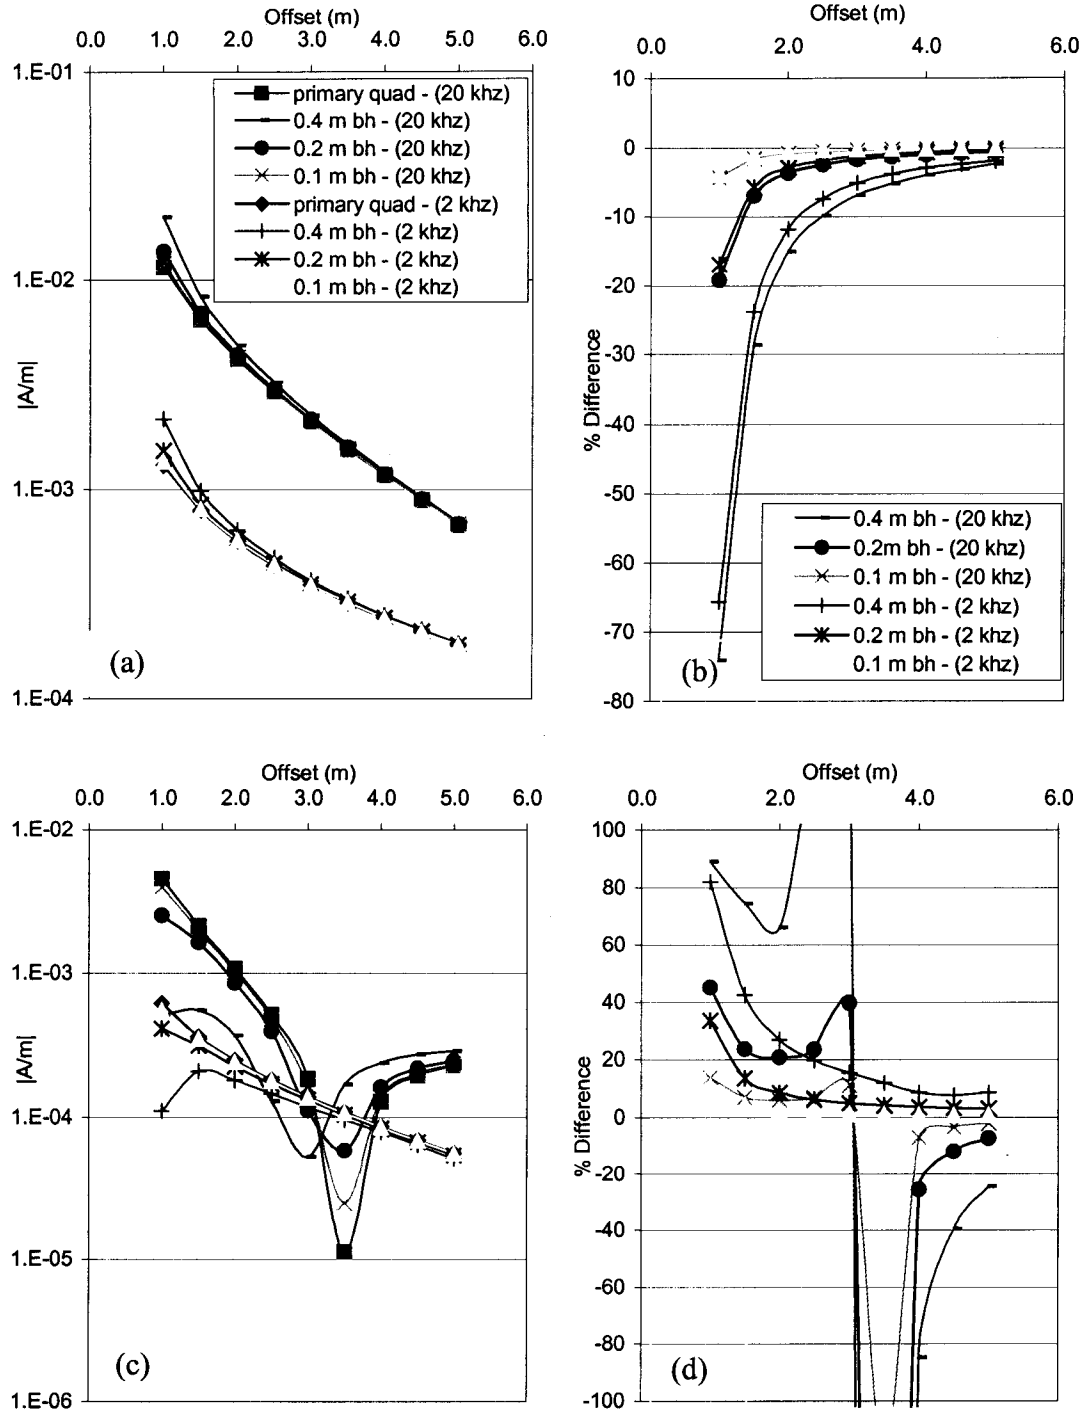 Offset (m)
0.0 1.0 2.0 3.0 4.0 5.0 6.0
1.E-01
1.E-02
1.E-03
1.E-04
|A/m|
primary quad - (20 khz)
0.4 m bh - (20 khz)
0.2 m bh - (20 khz)
0.1 m bh - (20 khz)
primary quad - (2 khz)
0.4 m bh - (2 khz)
0.2 m bh - (2 khz)
0.1 m bh - (2 khz)
(a)
Offset (m)
0.0 2.0 4.0 6.0
10
0
-10
-20
-30
-40
-50
-60
-70
-80
% Difference
0.4 m bh - (20 khz)
0.2m bh - (20 khz)
0.1 m bh - (20 khz)
0.4 m bh - (2 khz)
0.2 m bh - (2 khz)
0.1 m bh - (2 khz)
(b)
Offset (m)
0.0 1.0 2.0 3.0 4.0 5.0 6.0
1.E-02
1.E-03
1.E-04
1.E-05
1.E-06
|A/m|
(c)
Offset (m)
0.0 2.0 4.0 6.0
100
80
60
40
20
0
-20
-40
-60
-80
-100
% Difference
(d)